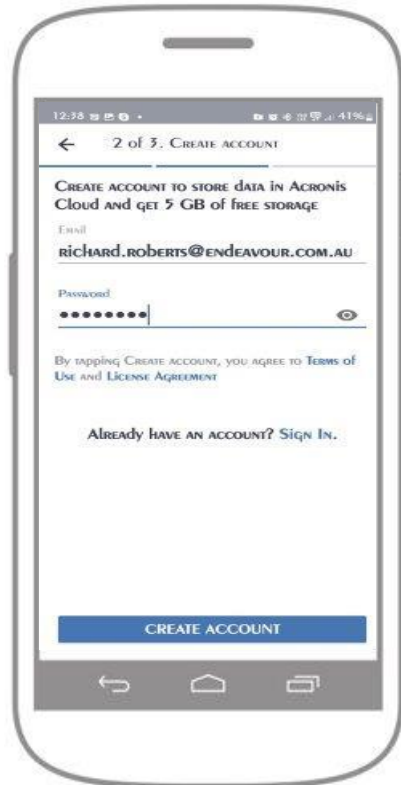 12:38
41%
2 of 3. Create account
Create account to store data in Acronis
Cloud and get 5 GB of free storage
Email
richard.roberts@endeavour.com.au
Password
••••••••
By tapping Create account, you agree to Terms of
Use and License Agreement
Already have an account? Sign In.
CREATE ACCOUNT